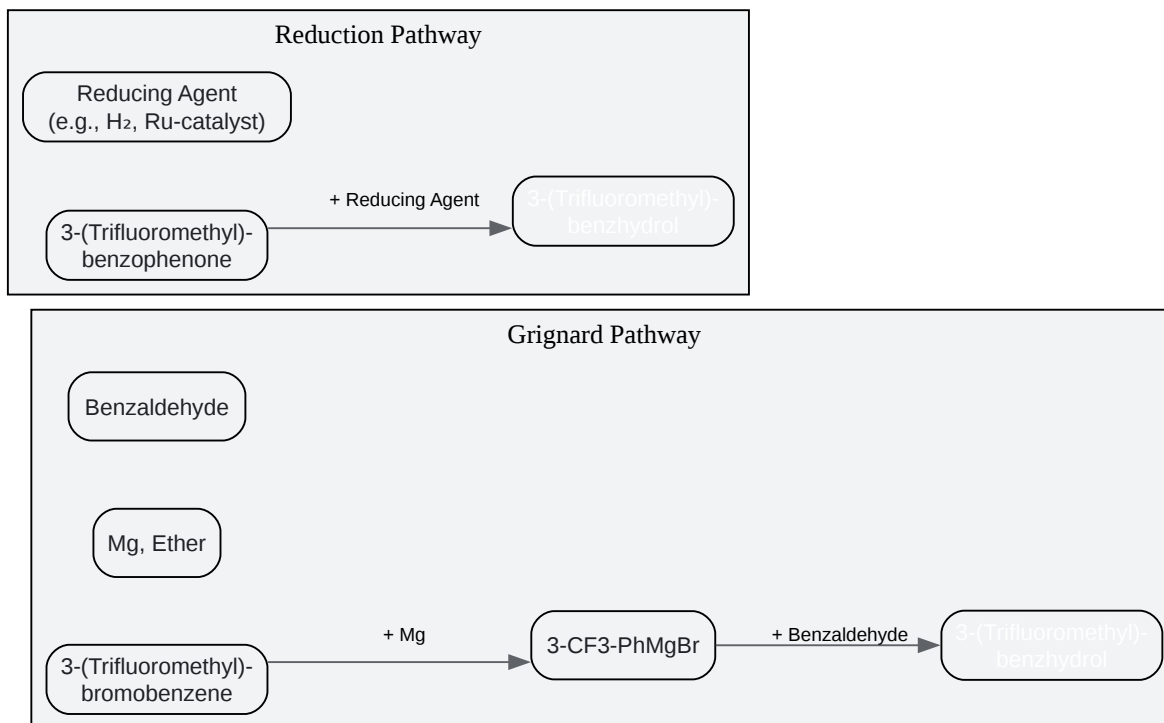 Reduction Pathway
Reducing Agent
(e.g., H₂, Ru-catalyst)
+ Reducing Agent
3-(Trifluoromethyl)-
benzhydrol
3-(Trifluoromethyl)-
benzophenone
Grignard Pathway
Benzaldehyde
Mg, Ether
+ Mg
3-CF3-PhMgBr
+ Benzaldehyde
3-(Trifluoromethyl)-
benzhydrol
3-(Trifluoromethyl)-
bromobenzene